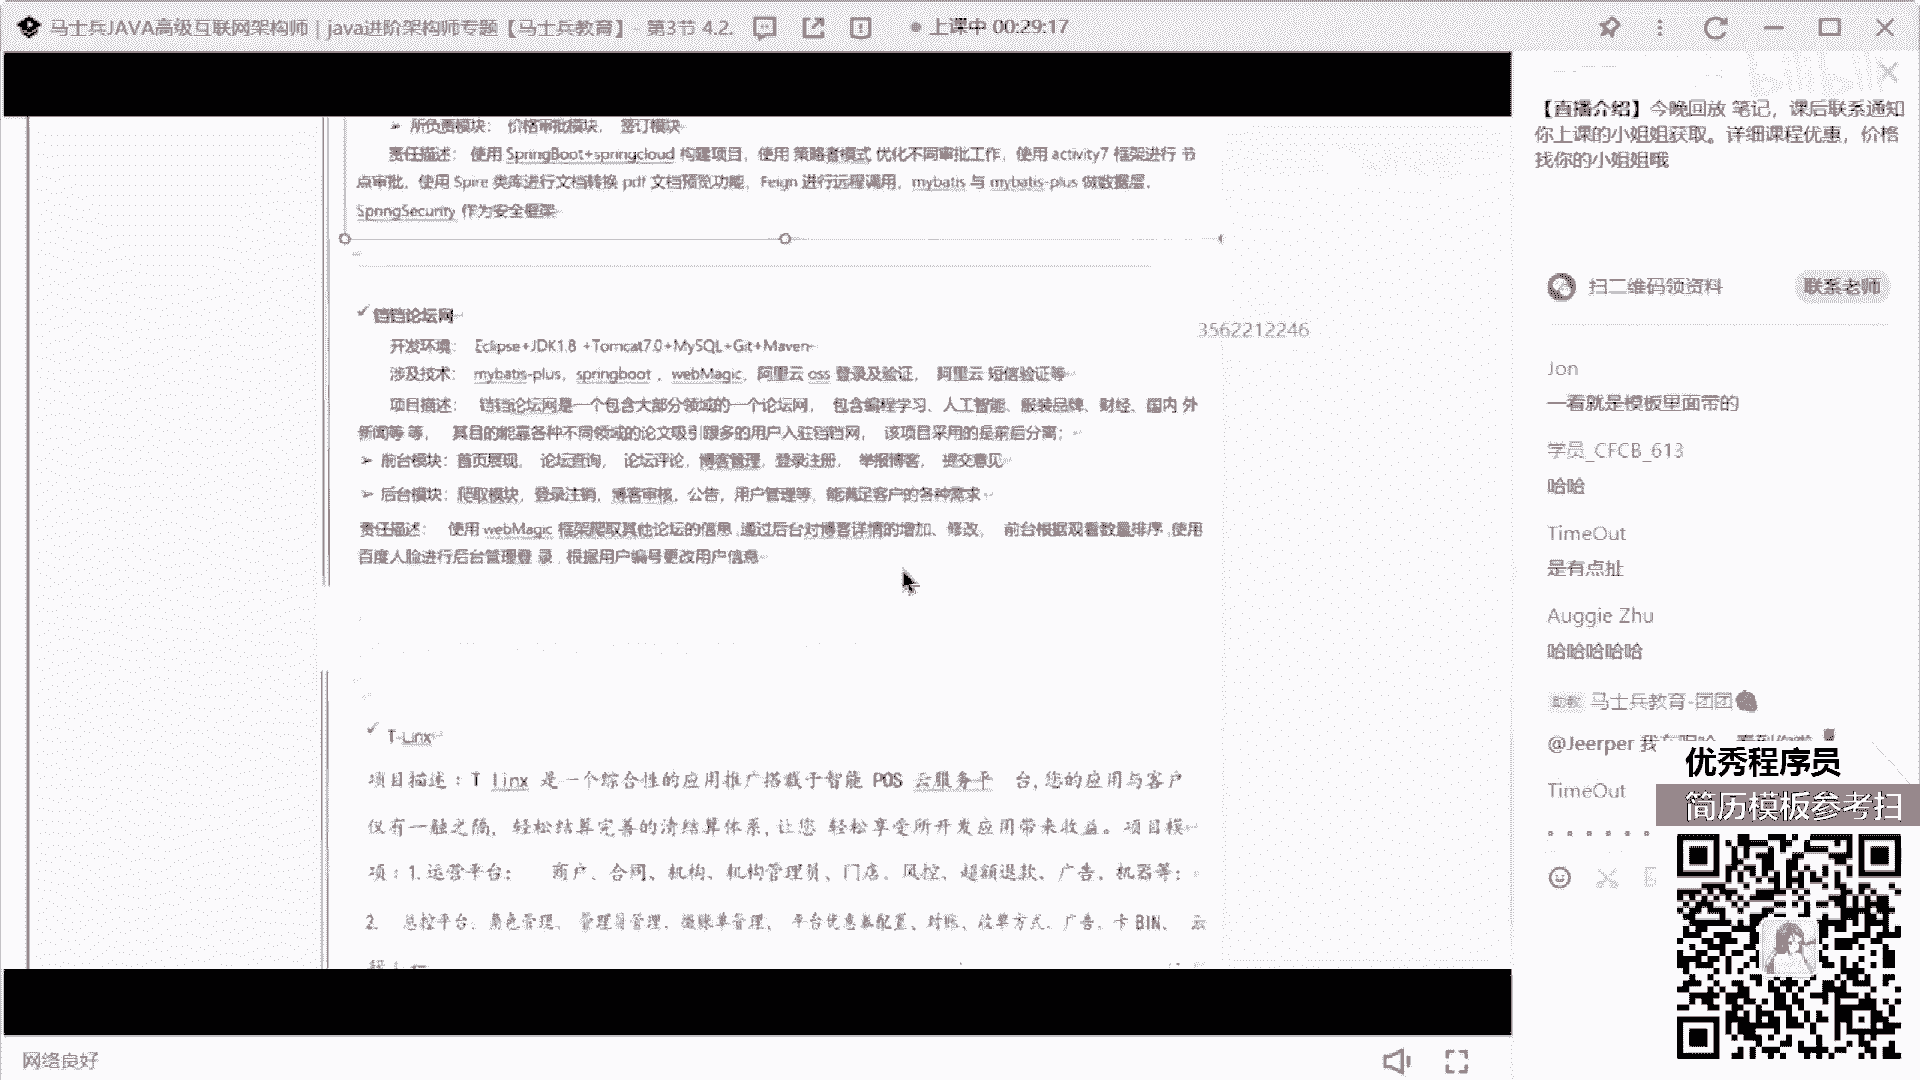 马士兵JAVA高级互联网架构师｜java进阶架构师专题【马士兵教育】- 第3节 4.2.
上课中 00:29:17
bilibili
➢ 所负责模块： 价格审批模块， 签订模块
责任描述： 使用 SpringBoot+springcloud 构建项目，使用 策略者模式 优化不同审批工作，使用 activity7 框架进行 节
点审批，使用 Spire 类库进行文档转换 pdf 文档预览功能，Feign 进行远程调用，mybatis 与 mybatis-plus 做数据层，
SpringSecurity 作为安全框架
铛铛论坛网
开发环境： Eclipse+JDK1.8 +Tomcat7.0+MySQL+Git+Maven
涉及技术： mybatis-plus，springboot ，webMagic，阿里云 oss 登录及验证， 阿里云 短信验证等
项目描述： 铛铛论坛网是一个包含大部分领域的一个论坛网， 包含编程学习、人工智能、服装品牌、财经、国内 外
新闻等 等， 其目的能靠各种不同领域的论文吸引跟多的用户入驻铛铛网， 该项目采用的是前后分离；
➢ 前台模块：首页展现， 论坛查询， 论坛评论，博客管理，登录注册， 举报博客， 提交意见
➢ 后台模块：爬取模块，登录注销，博客审核，公告，用户管理等，能满足客户的各种需求
责任描述： 使用 webMagic 框架爬取其他论坛的信息 ,通过后台对博客详情的增加、修改， 前台根据观看数量排序 ,使用
百度人脸进行后台管理登 录 , 根据用户编号更改用户信息
3562212246
T-Linx
项目描述：T linx 是一个综合性的应用推广搭载于智能 POS 云服务平 台,您的应用与客户
仅有一触之隔， 轻松结算完善的清结算体系,让您 轻松享受所开发应用带来收益。项目模
项：1.运营平台； 商户、合同、机构、机构管理员、门店、风控、超额退款、广告、机器等；
2. 总控平台、角色管理、 管理员管理、微账单管理、 平台优惠券配置、对账、收单方式、广告、卡 BIN、 云
【直播介绍】今晚回放 笔记，课后联系通知
你上课的小姐姐获取。详细课程优惠，价格
找你的小姐姐哦
扫二维码领资料
联系老师
Jon
一看就是模板里面带的
学员_CFCB_613
哈哈
TimeOut
是有点扯
Auggie Zhu
哈哈哈哈哈
助教 马士兵教育-团团
@Jeerper 我
TimeOut
优秀程序员
简历模板参考扫
网络良好